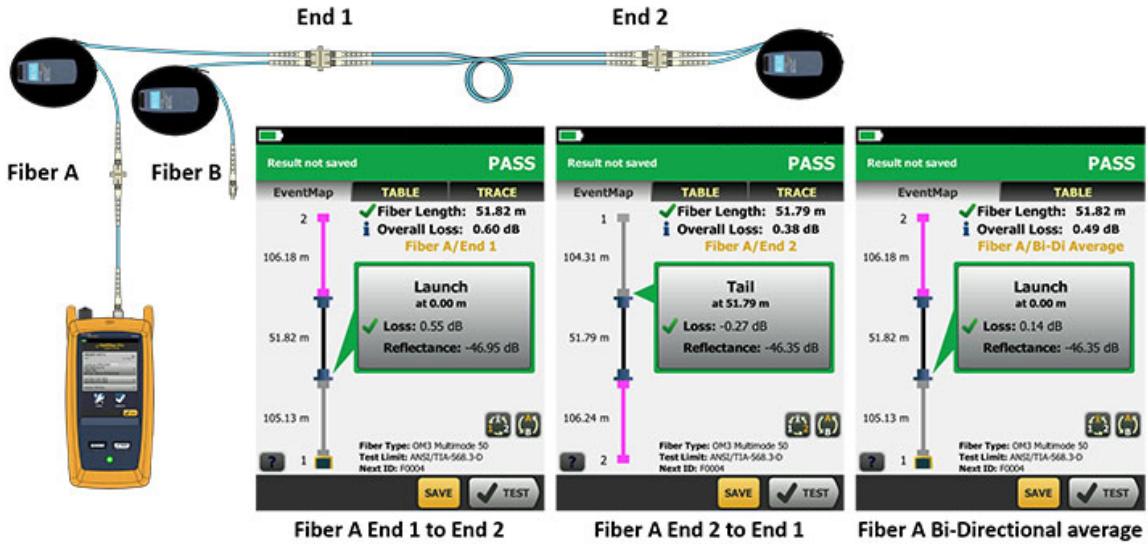 End 1
End 2
Fiber A
Fiber B
Result not saved
PASS
EventMap
TABLE
TRACE
Fiber Length: 51.82 m
Overall Loss: 0.60 dB
Fiber A/End 1
2
106.18 m
Launch
at 0.00 m
Loss: 0.55 dB
Reflectance: -46.95 dB
51.82 m
105.13 m
1
Fiber Type: OM3 Multimode 50
Test Limit: ANSI/TIA-568.3-D
Next ID: F0004
?
SAVE
TEST
Fiber A End 1 to End 2
Result not saved
PASS
EventMap
TABLE
TRACE
Fiber Length: 51.79 m
Overall Loss: 0.38 dB
Fiber A/End 2
1
104.31 m
Tail
at 51.79 m
Loss: -0.27 dB
Reflectance: -46.35 dB
51.79 m
106.24 m
2
Fiber Type: OM3 Multimode 50
Test Limit: ANSI/TIA-568.3-D
Next ID: F0004
?
SAVE
TEST
Fiber A End 2 to End 1
Result not saved
PASS
EventMap
TABLE
Fiber Length: 51.82 m
Overall Loss: 0.49 dB
Fiber A/Bi-Di Average
2
106.18 m
Launch
at 0.00 m
Loss: 0.14 dB
Reflectance: -46.35 dB
51.82 m
105.13 m
1
Fiber Type: OM3 Multimode 50
Test Limit: ANSI/TIA-568.3-D
Next ID: F0004
?
SAVE
TEST
Fiber A Bi-Directional average